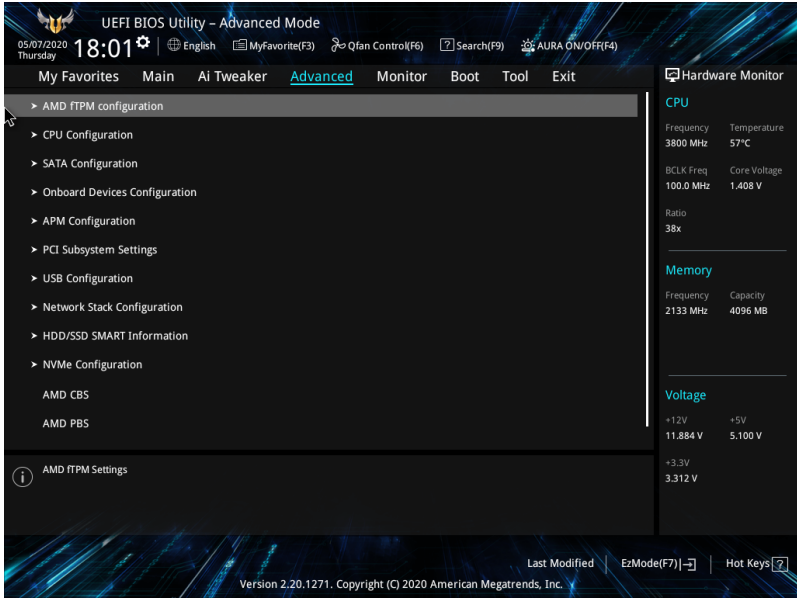 UEFI BIOS Utility – Advanced Mode
05/07/2020
Thursday
18:01
English
MyFavorite(F3)
Qfan Control(F6)
? Search(F9)
AURA ON/OFF(F4)
My Favorites Main Ai Tweaker Advanced Monitor Boot Tool Exit
Hardware Monitor
> AMD fTPM configuration
> CPU Configuration
> SATA Configuration
> Onboard Devices Configuration
> APM Configuration
> PCI Subsystem Settings
> USB Configuration
> Network Stack Configuration
> HDD/SSD SMART Information
> NVMe Configuration
AMD CBS
AMD PBS
AMD fTPM Settings
CPU
Frequency Temperature
3800 MHz 57°C
BCLK Freq Core Voltage
100.0 MHz 1.408 V
Ratio
38x
Memory
Frequency Capacity
2133 MHz 4096 MB
Voltage
+12V +5V
11.884 V 5.100 V
+3.3V
3.312 V
Last Modified
EzMode(F7)
Hot Keys ?
Version 2.20.1271. Copyright (C) 2020 American Megatrends, Inc.